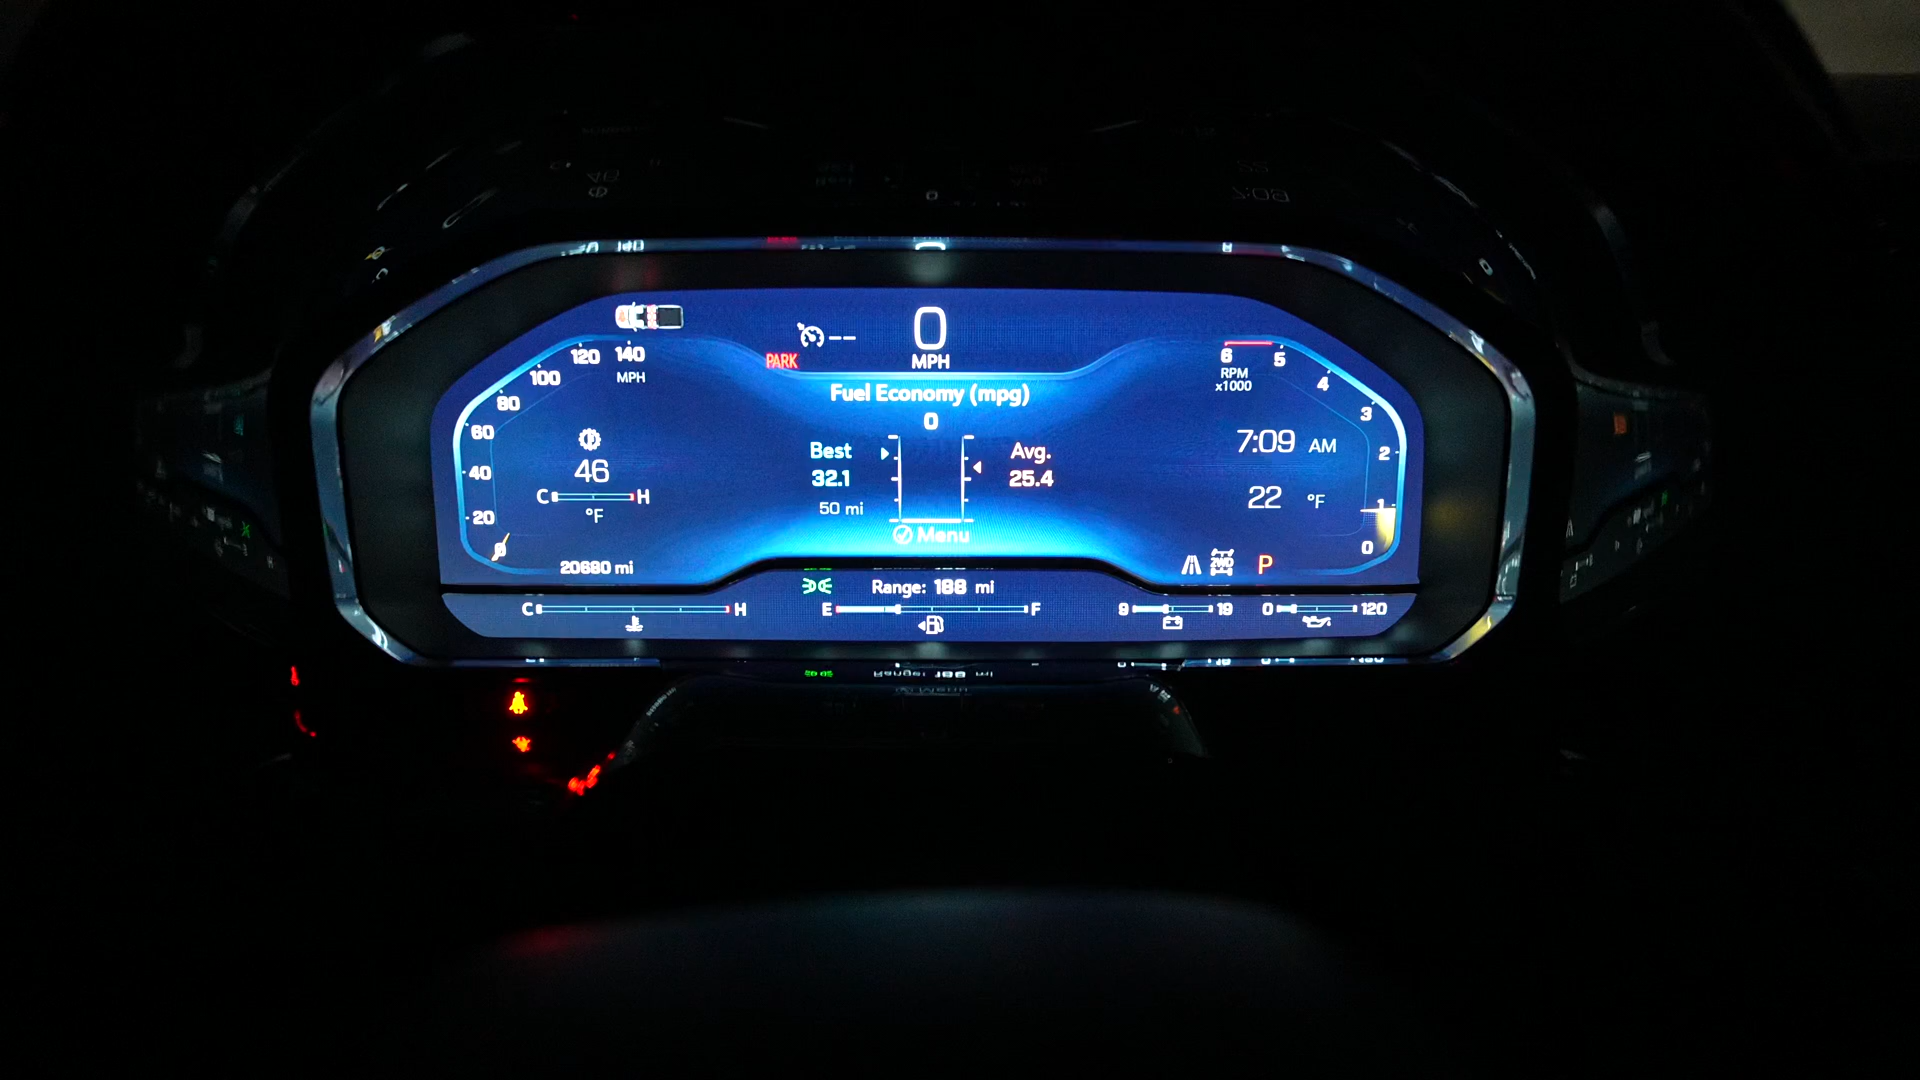 0
MPH
PARK
--
120 140
100
80
60
40
20
0
MPH
46
C H
°F
20680 mi
Fuel Economy (mpg)
0
Best
32.1
50 mi
Avg.
25.4
Menu
6 5
4
3
2
1
0
RPM
x1000
7:09 AM
22 °F
2WD
P
Range: 188 mi
C H
E F
9 19
0 120